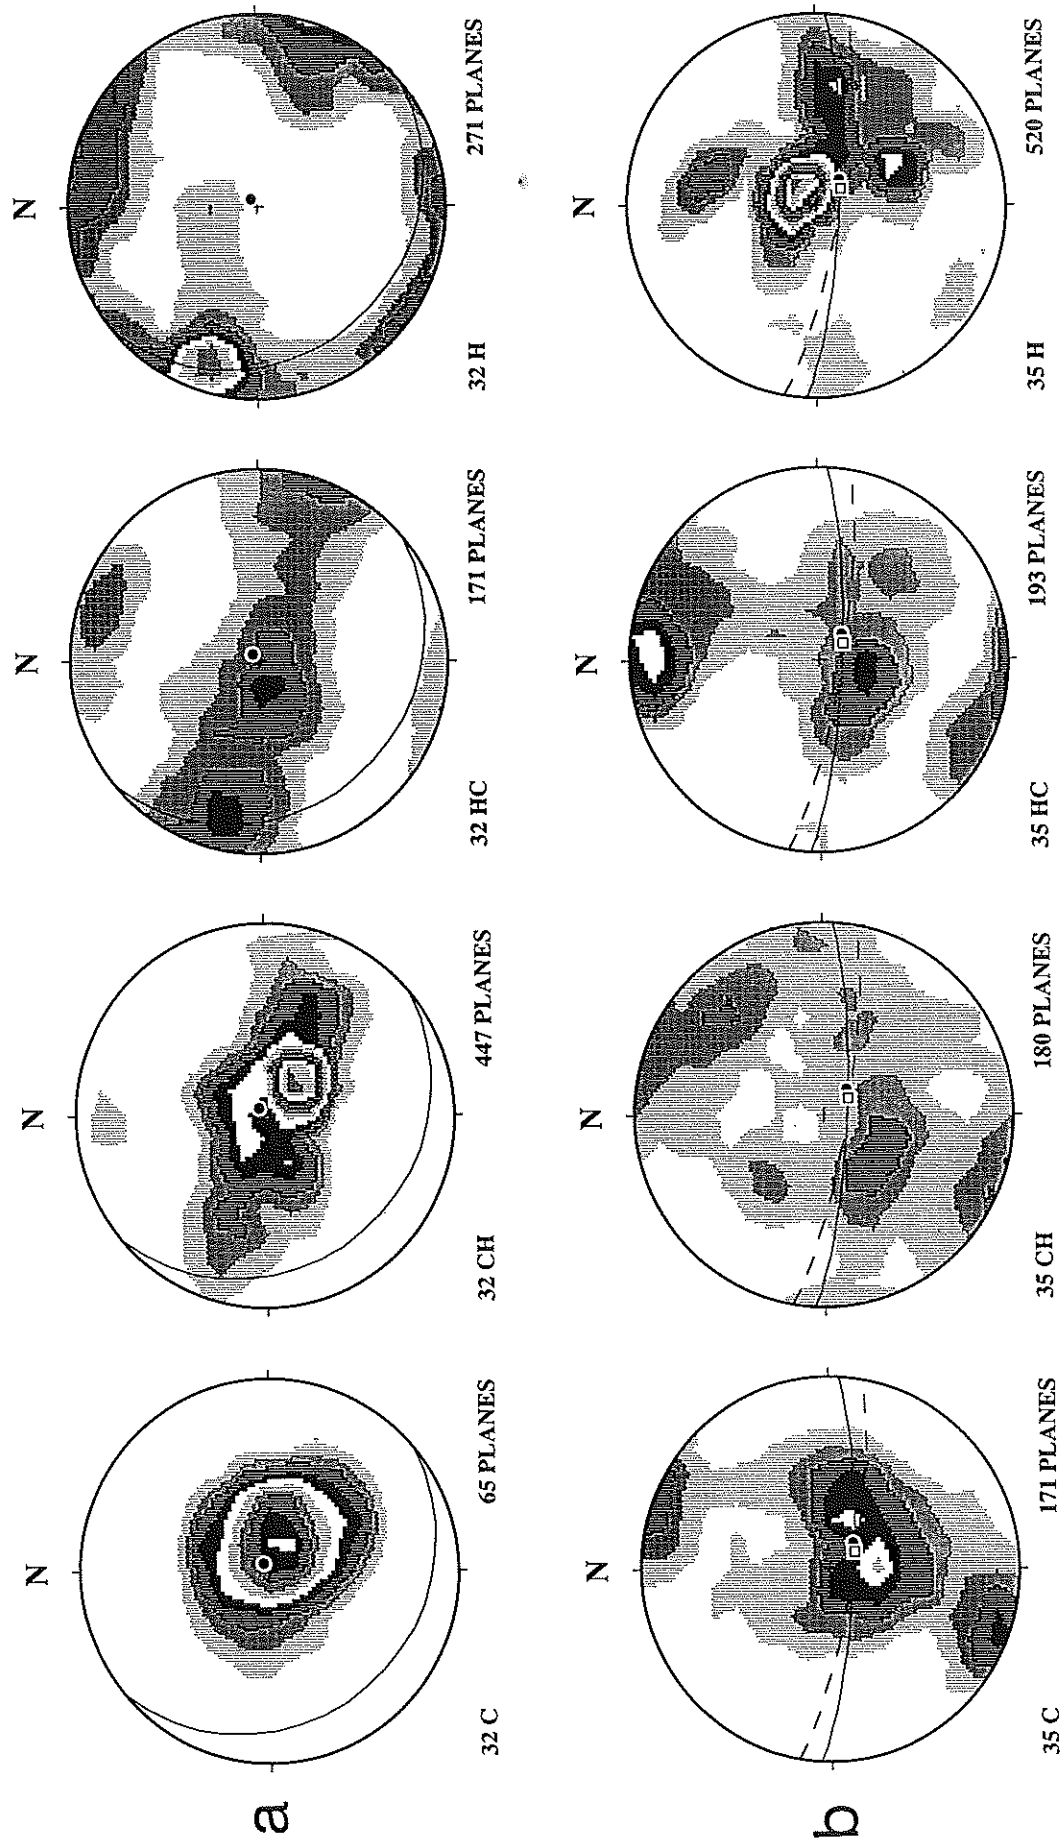 a
N
N
N
N
32 C
65 PLANES
32 CH
447 PLANES
32 HC
171 PLANES
32 H
271 PLANES
b
N
N
N
N
35 C
171 PLANES
35 CH
180 PLANES
35 HC
193 PLANES
35 H
520 PLANES